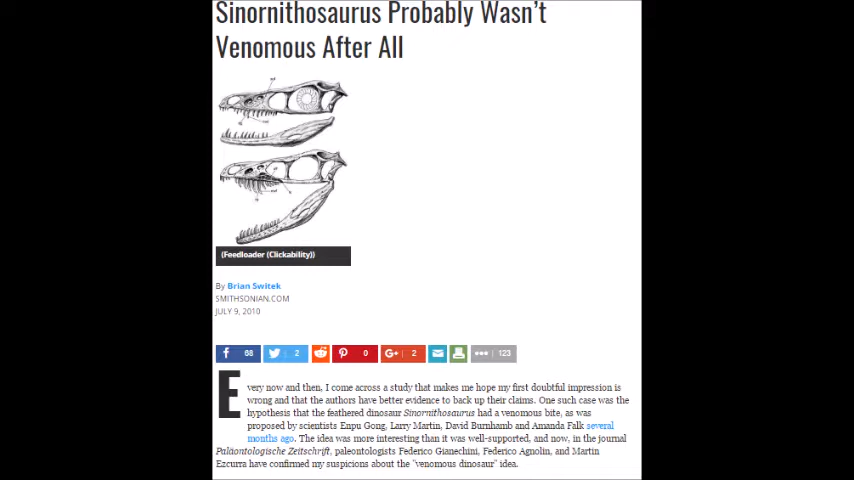 Sinornithosaurus Probably Wasn't
Venomous After All
(Feedloader (Clickability))
By Brian Switek
SMITHSONIAN.COM
JULY 9, 2010
68 2 0 2 123
Every now and then, I come across a study that makes me hope my first doubtful impression is
wrong and that the authors have better evidence to back up their claims. One such case was the
hypothesis that the feathered dinosaur Sinornithosaurus had a venomous bite, as was
proposed by scientists Enpu Gong, Larry Martin, David Burnhamb and Amanda Falk several
months ago. The idea was more interesting than it was well-supported, and now, in the journal
Paläontologische Zeitschrift, paleontologists Federico Gianechini, Federico Agnolin, and Martin
Ezcurra have confirmed my suspicions about the "venomous dinosaur" idea.